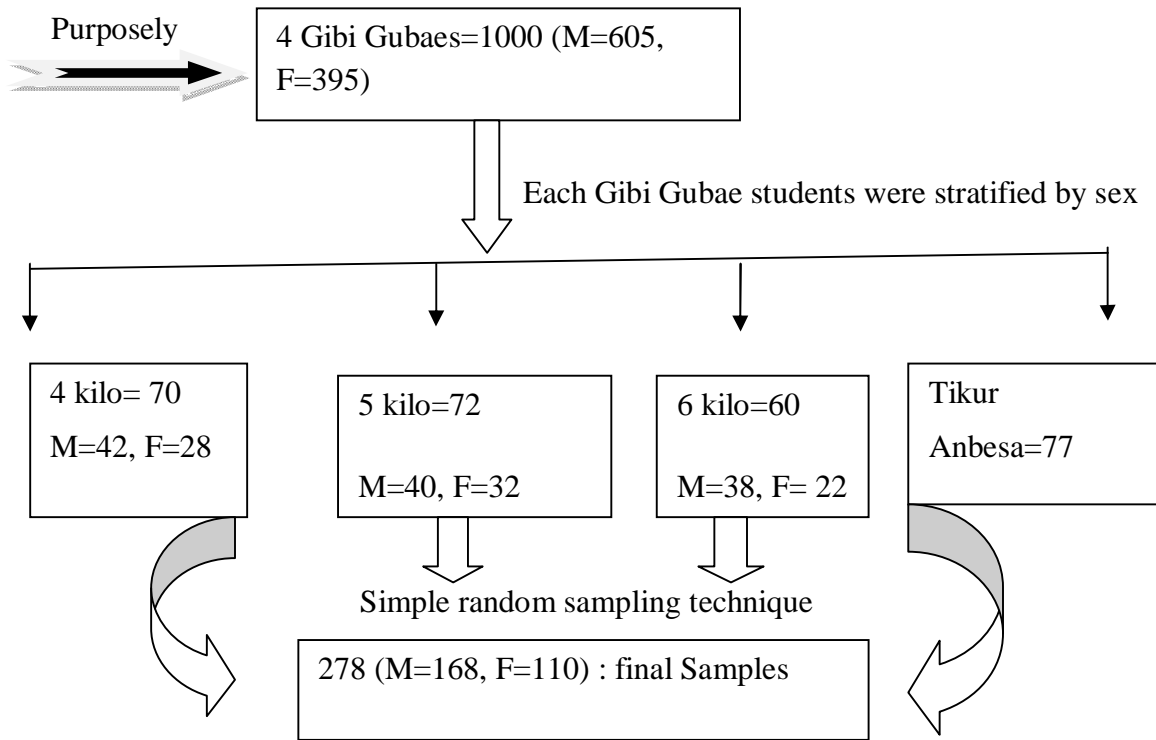 Purposely
4 Gibi Gubaes=1000 (M=605,
F=395)
Each Gibi Gubae students were stratified by sex
4 kilo= 70
M=42, F=28
5 kilo=72
M=40, F=32
6 kilo=60
M=38, F= 22
Tikur
Anbesa=77
Simple random sampling technique
278 (M=168, F=110) : final Samples